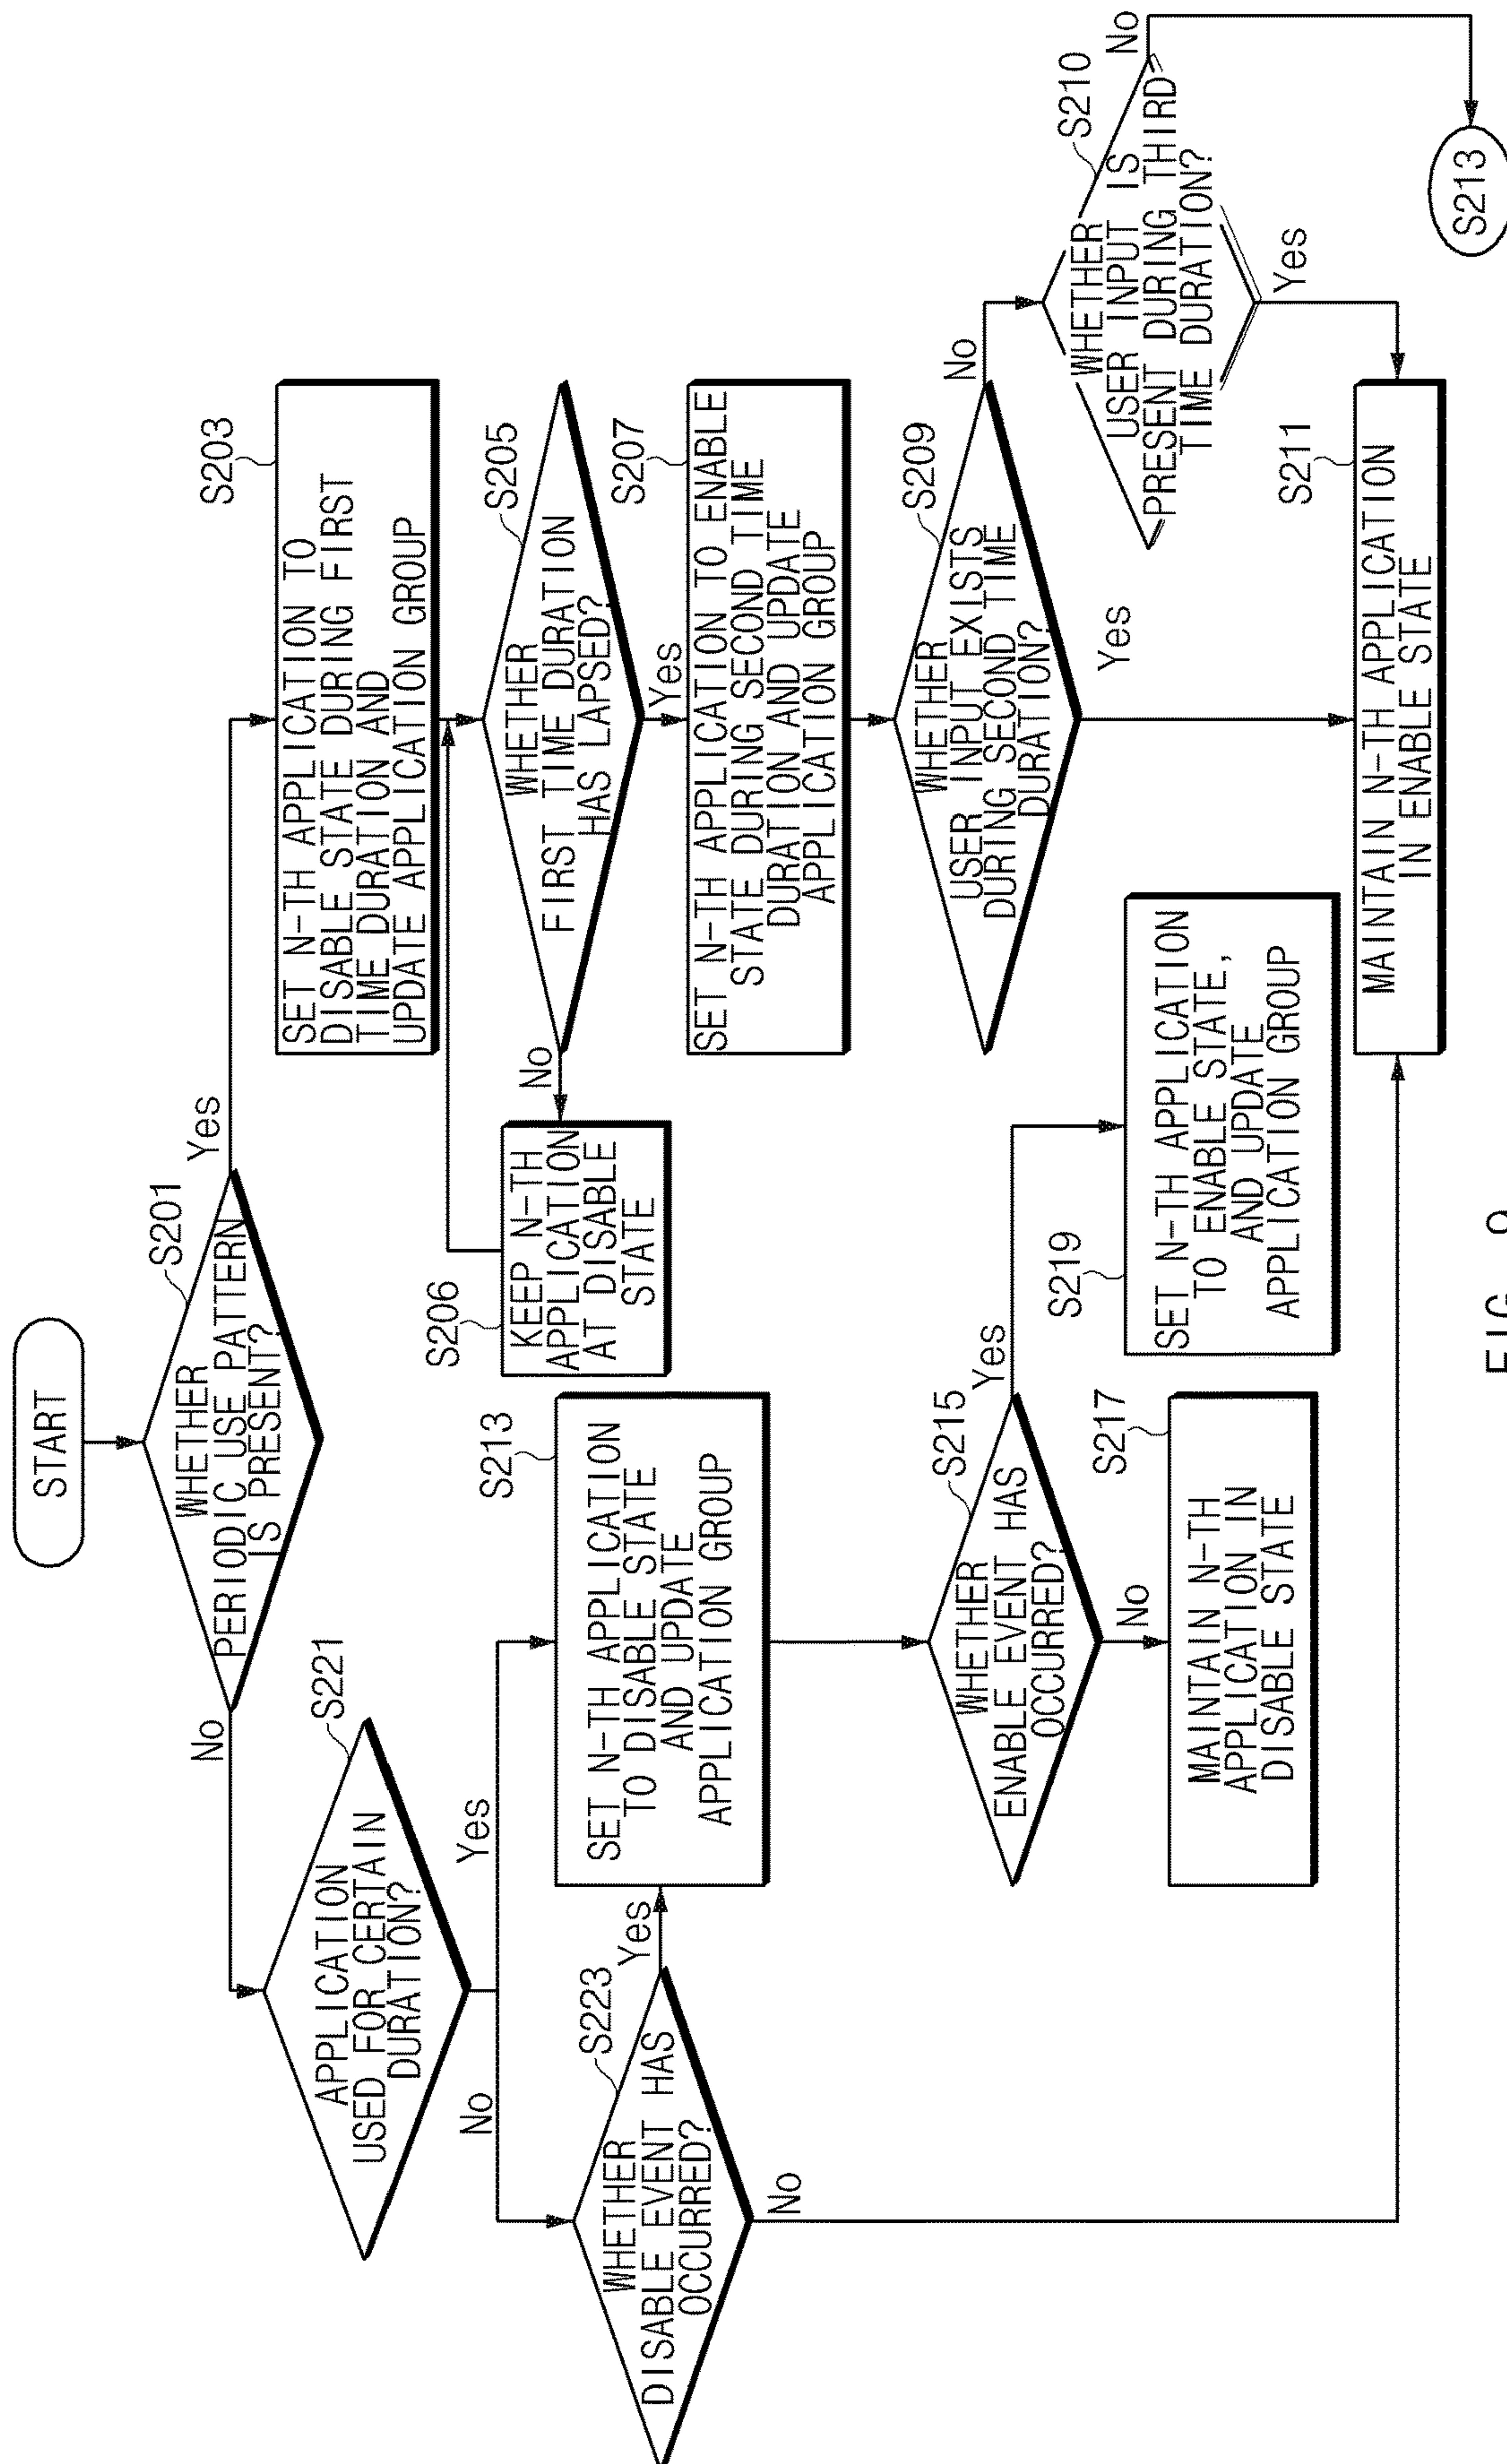 START
S201
WHETHER
PERIODIC USE PATTERN
IS PRESENT?
Yes
No
S203
SET N-TH APPLICATION TO
DISABLE STATE DURING FIRST
TIME DURATION AND
UPDATE APPLICATION GROUP
S205
WHETHER
FIRST TIME DURATION
HAS LAPSED?
No
Yes
S206
KEEP N-TH
APPLICATION
AT DISABLE
STATE
S207
SET N-TH APPLICATION TO ENABLE
STATE DURING SECOND TIME
DURATION AND UPDATE
APPLICATION GROUP
S209
WHETHER
USER INPUT EXISTS
DURING SECOND TIME
DURATION?
No
Yes
S210
WHETHER
USER INPUT IS
PRESENT DURING THIRD
TIME DURATION?
No
Yes
S213
S211
MAINTAIN N-TH APPLICATION
IN ENABLE STATE
S221
APPLICATION
USED FOR CERTAIN
DURATION?
Yes
No
S223
WHETHER
DISABLE EVENT HAS
OCCURRED?
Yes
No
S213
SET N-TH APPLICATION
TO DISABLE STATE
AND UPDATE
APPLICATION GROUP
S215
WHETHER
ENABLE EVENT HAS
OCCURRED?
Yes
No
S217
MAINTAIN N-TH
APPLICATION IN
DISABLE STATE
S219
SET N-TH APPLICATION
TO ENABLE STATE,
AND UPDATE
APPLICATION GROUP